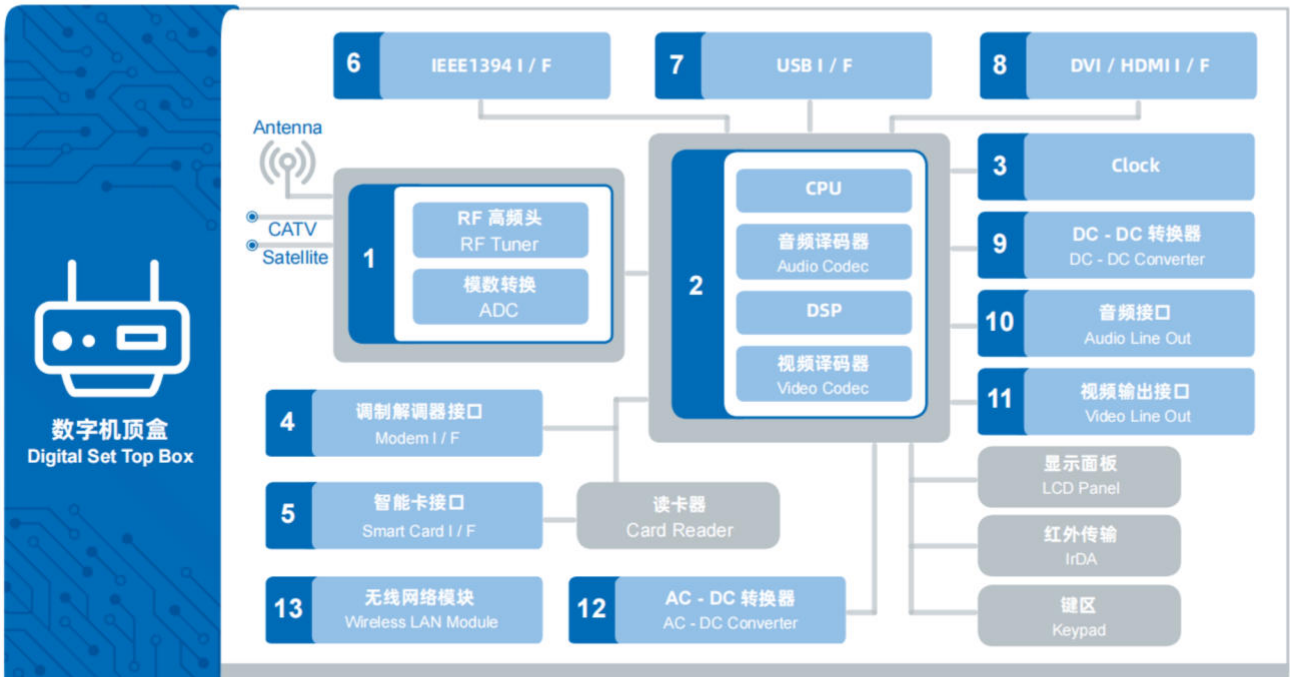 数字机顶盒
Digital Set Top Box
6
IEEE1394 I / F
7
USB I / F
8
DVI / HDMI I / F
Antenna
CATV
Satellite
1
RF 高频头
RF Tuner
模数转换
ADC
2
CPU
音频译码器
Audio Codec
DSP
视频译码器
Video Codec
3
Clock
9
DC - DC 转换器
DC - DC Converter
10
音频接口
Audio Line Out
11
视频输出接口
Video Line Out
4
调制解调器接口
Modem I / F
5
智能卡接口
Smart Card I / F
读卡器
Card Reader
13
无线网络模块
Wireless LAN Module
12
AC - DC 转换器
AC - DC Converter
显示面板
LCD Panel
红外传输
IrDA
键区
Keypad